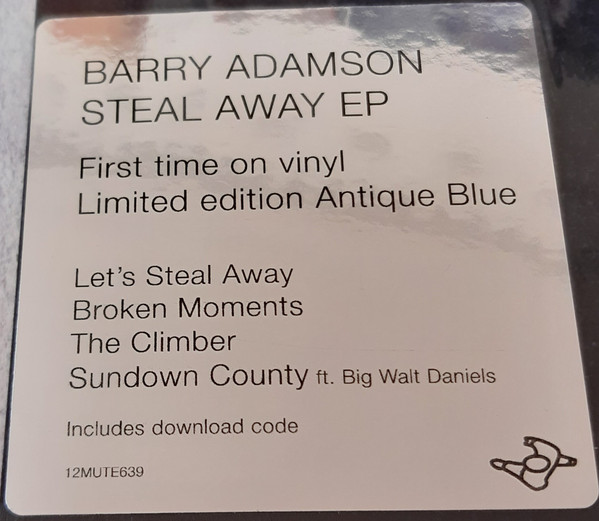 BARRY ADAMSON
STEAL AWAY EP
First time on vinyl
Limited edition Antique Blue
Let's Steal Away
Broken Moments
The Climber
Sundown County ft. Big Walt Daniels
Includes download code
12MUTE639